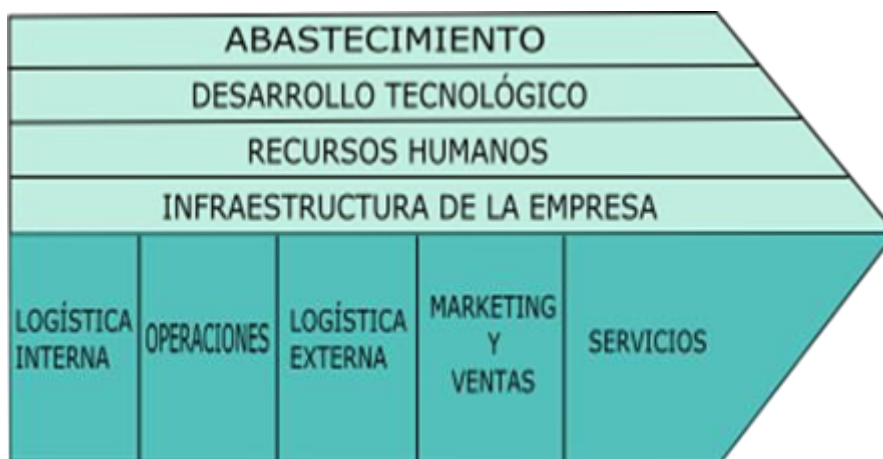 ABASTECIMIENTO
DESARROLLO TECNOLÓGICO
RECURSOS HUMANOS
INFRAESTRUCTURA DE LA EMPRESA
LOGÍSTICA
INTERNA
OPERACIONES
LOGÍSTICA
EXTERNA
MARKETING
Y
VENTAS
SERVICIOS